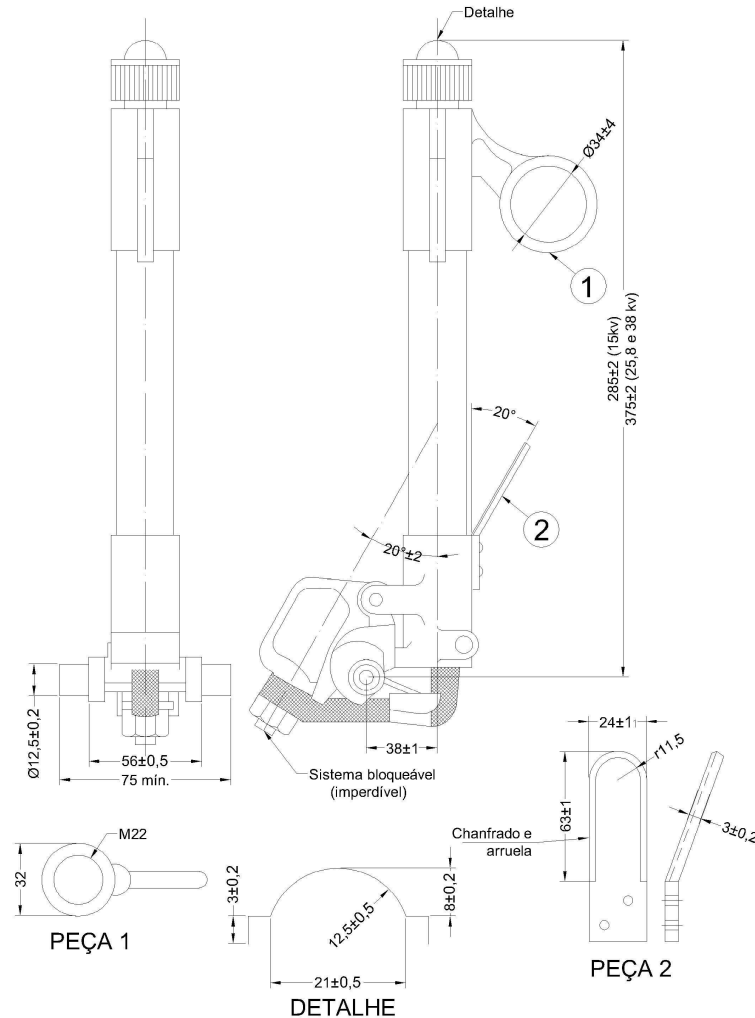 Detalhe
Ø34±4
1
285±2 (15kv)
375±2 (25,8 e 38 kv)
20°
2
20°±2
Ø12,5±0,2
56±0,5
75 mín.
38±1
Sistema bloqueável
(imperdível)
24±1
r11,5
63±1
3±0,2
Chanfrado e
arruela
M22
32
PEÇA 1
3±0,2
12,5±0,5
8±0,2
21±0,5
DETALHE
PEÇA 2